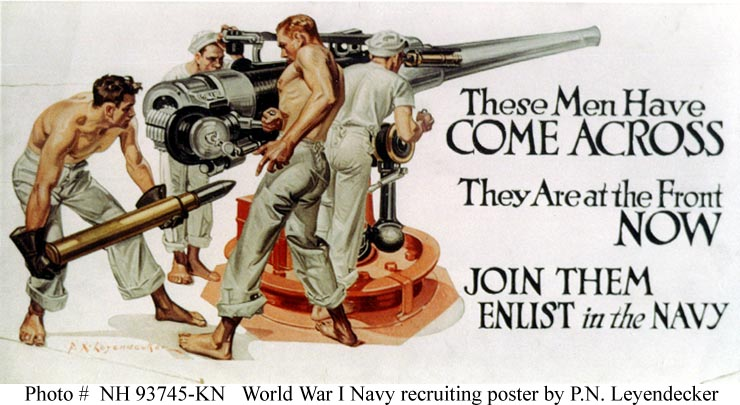 These Men Have
COME ACROSS
They Are at the Front
NOW
JOIN THEM
ENLIST in the NAVY
Photo # NH 93745-KN World War I Navy recruiting poster by P.N. Leyendecker